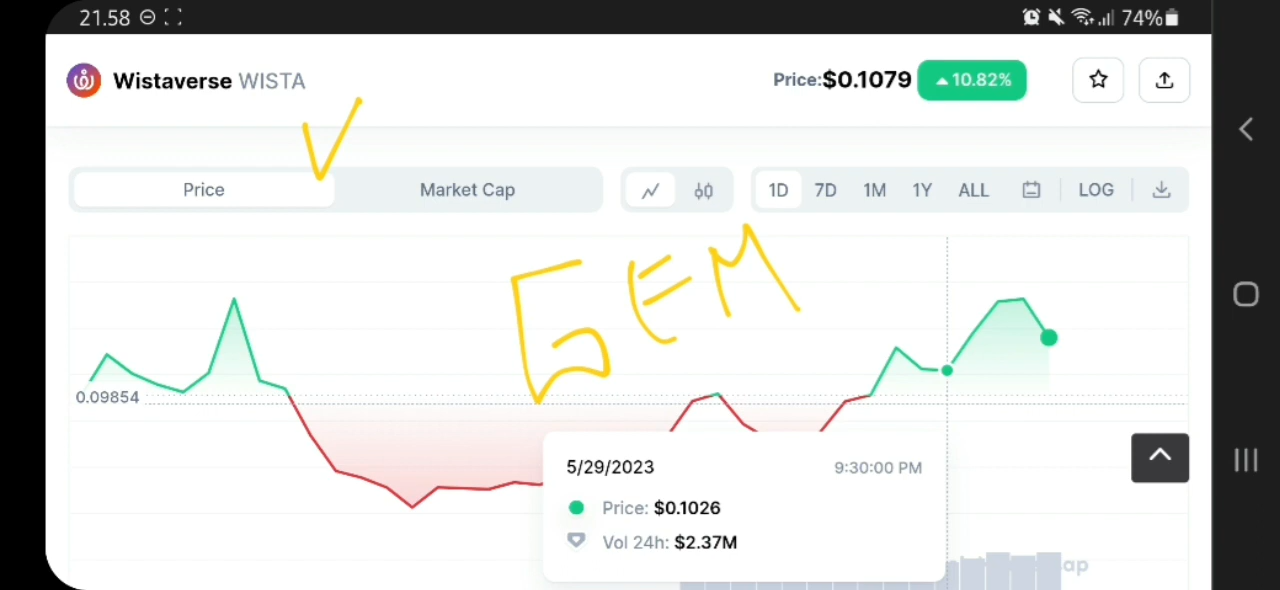 21.58 74%
Wistaverse WISTA Price:$0.1079 10.82%
Price Market Cap 1D 7D 1M 1Y ALL LOG
GEM
0.09854
5/29/2023 9:30:00 PM
Price: $0.1026
Vol 24h: $2.37M